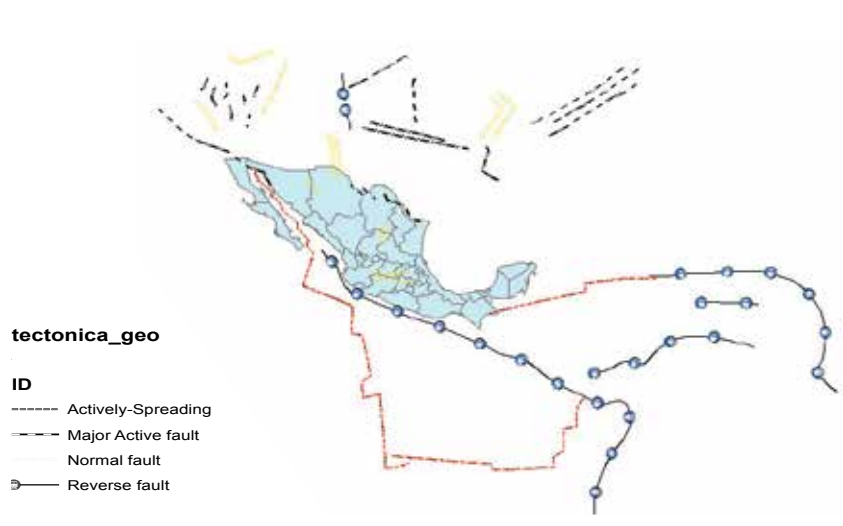 tectonica_geo
ID
Actively-Spreading
Major Active fault
Normal fault
Reverse fault